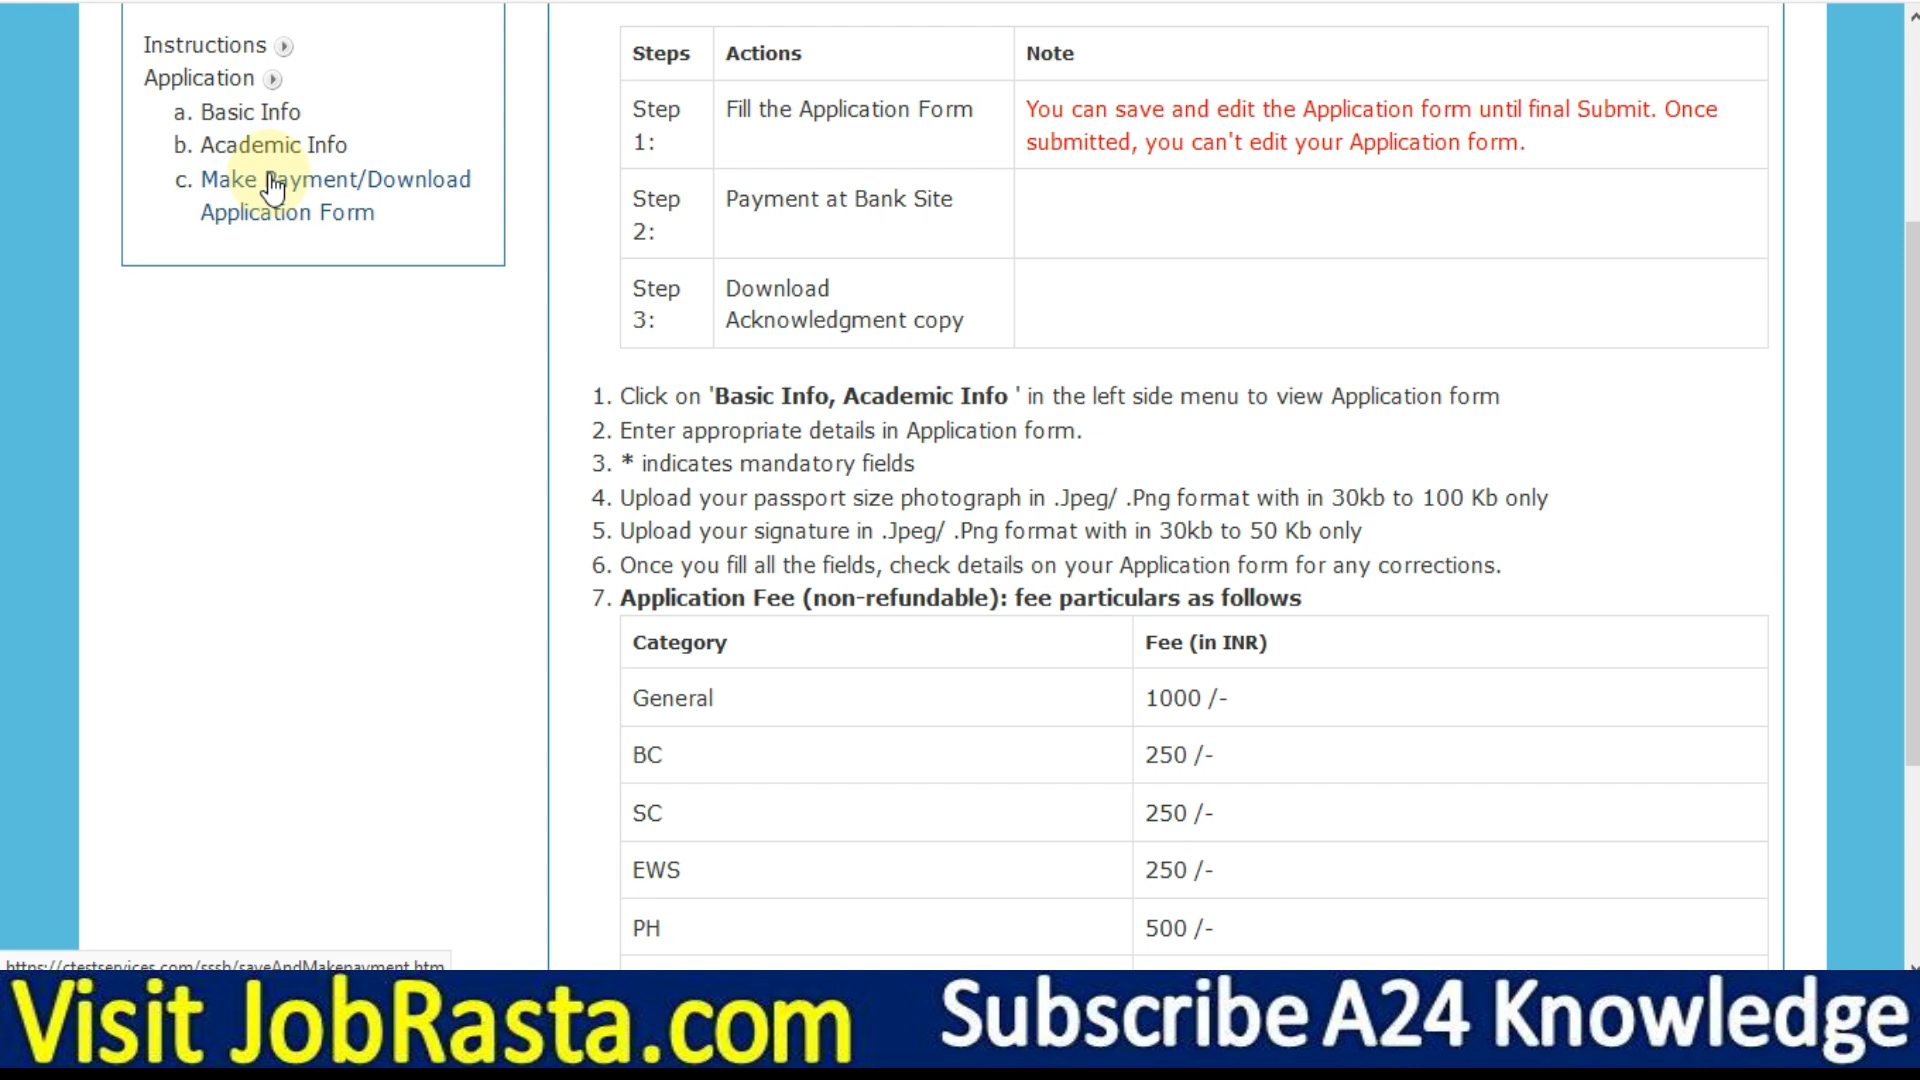 Instructions
Application
a. Basic Info
b. Academic Info
c. Make Payment/Download
Application Form
Steps Actions Note
Step 1: Fill the Application Form You can save and edit the Application form until final Submit. Once
submitted, you can't edit your Application form.
Step 2: Payment at Bank Site
Step 3: Download
Acknowledgment copy
1. Click on 'Basic Info, Academic Info ' in the left side menu to view Application form
2. Enter appropriate details in Application form.
3. * indicates mandatory fields
4. Upload your passport size photograph in .Jpeg/ .Png format with in 30kb to 100 Kb only
5. Upload your signature in .Jpeg/ .Png format with in 30kb to 50 Kb only
6. Once you fill all the fields, check details on your Application form for any corrections.
7. Application Fee (non-refundable): fee particulars as follows
Category Fee (in INR)
General 1000 /-
BC 250 /-
SC 250 /-
EWS 250 /-
PH 500 /-
https://ctestservices.com/sssb/saveAndMakepayment.htm
Visit JobRasta.com Subscribe A24 Knowledge